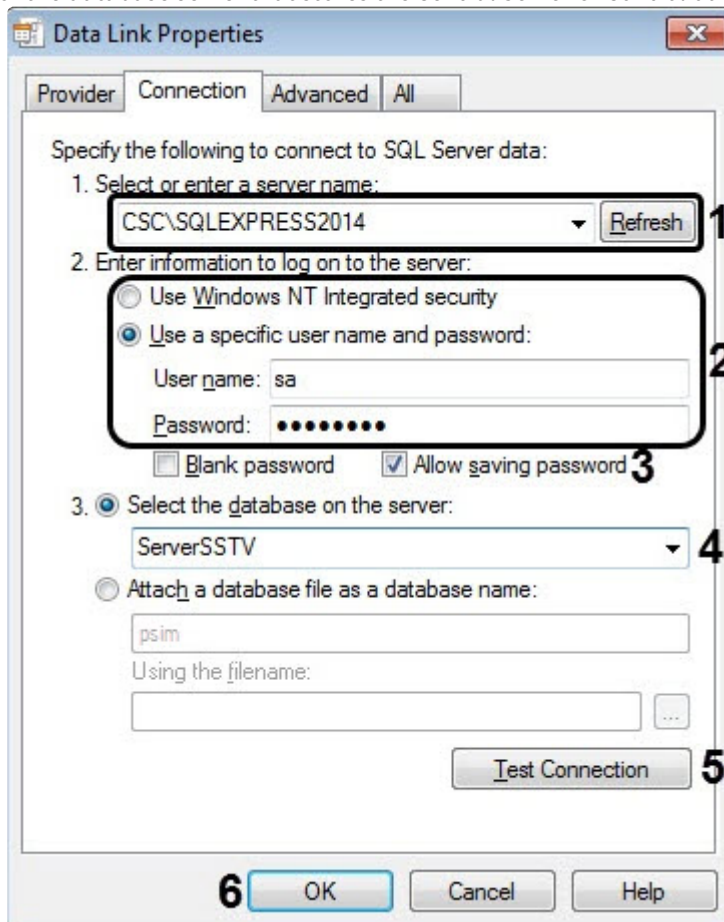 Data Link Properties
Provider Connection Advanced All
Specify the following to connect to SQL Server data:
1. Select or enter a server name:
CSC\SQLEXPRESS2014 Refresh 1
2. Enter information to log on to the server:
Use Windows NT Integrated security
Use a specific user name and password:
2
User name: sa
Password: ●●●●●●●●
Blank password Allow saving password 3
3. Select the database on the server:
ServerSSTV 4
Attach a database file as a database name:
psim
Using the filename:
...
Test Connection 5
6 OK Cancel Help